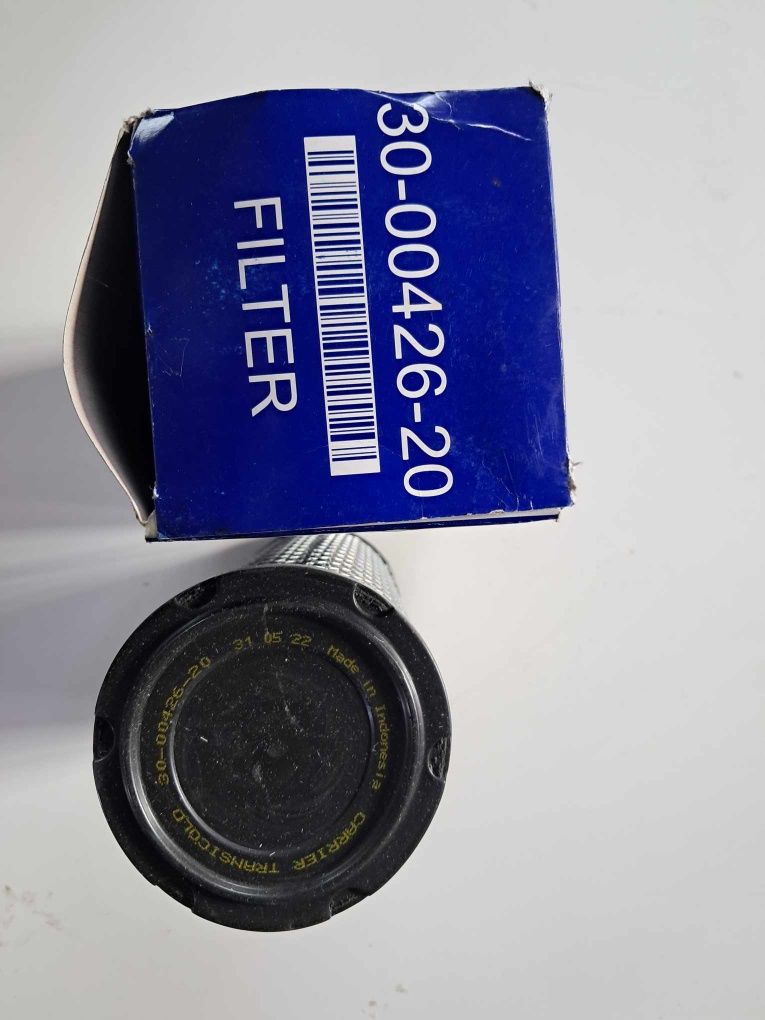 30-00426-20
FILTER
30-00426-20 31 05 22 Made in Indonesia CARRIER TRANSICOLD